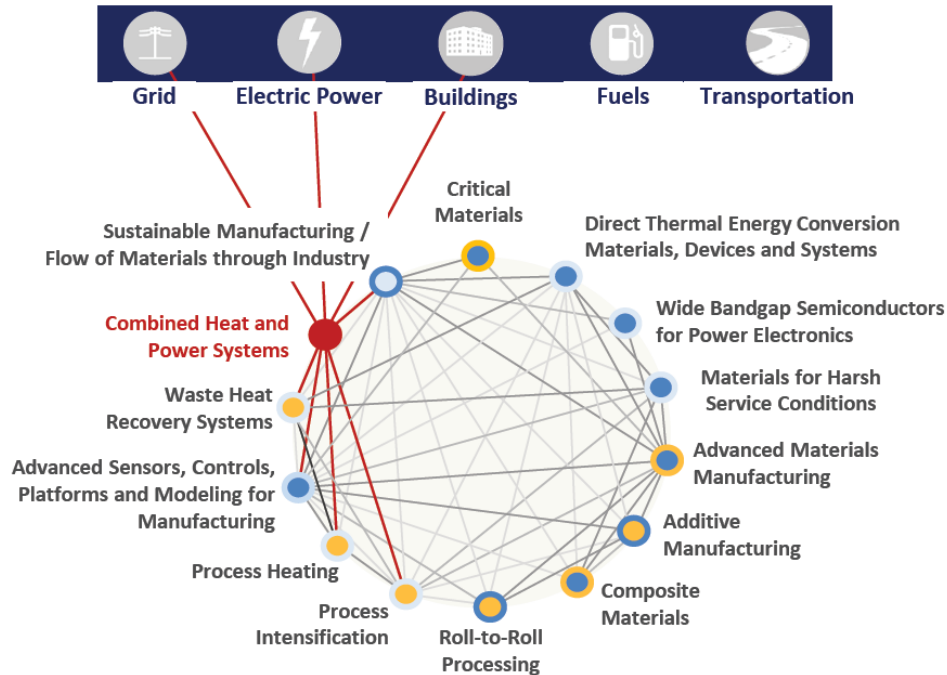 Grid
Electric Power
Buildings
Fuels
Transportation
Critical
Materials
Sustainable Manufacturing /
Flow of Materials through Industry
Direct Thermal Energy Conversion
Materials, Devices and Systems
Combined Heat and
Power Systems
Wide Bandgap Semiconductors
for Power Electronics
Waste Heat
Recovery Systems
Materials for Harsh
Service Conditions
Advanced Sensors, Controls,
Platforms and Modeling for
Manufacturing
Advanced Materials
Manufacturing
Additive
Manufacturing
Process Heating
Composite
Materials
Process
Intensification
Roll-to-Roll
Processing